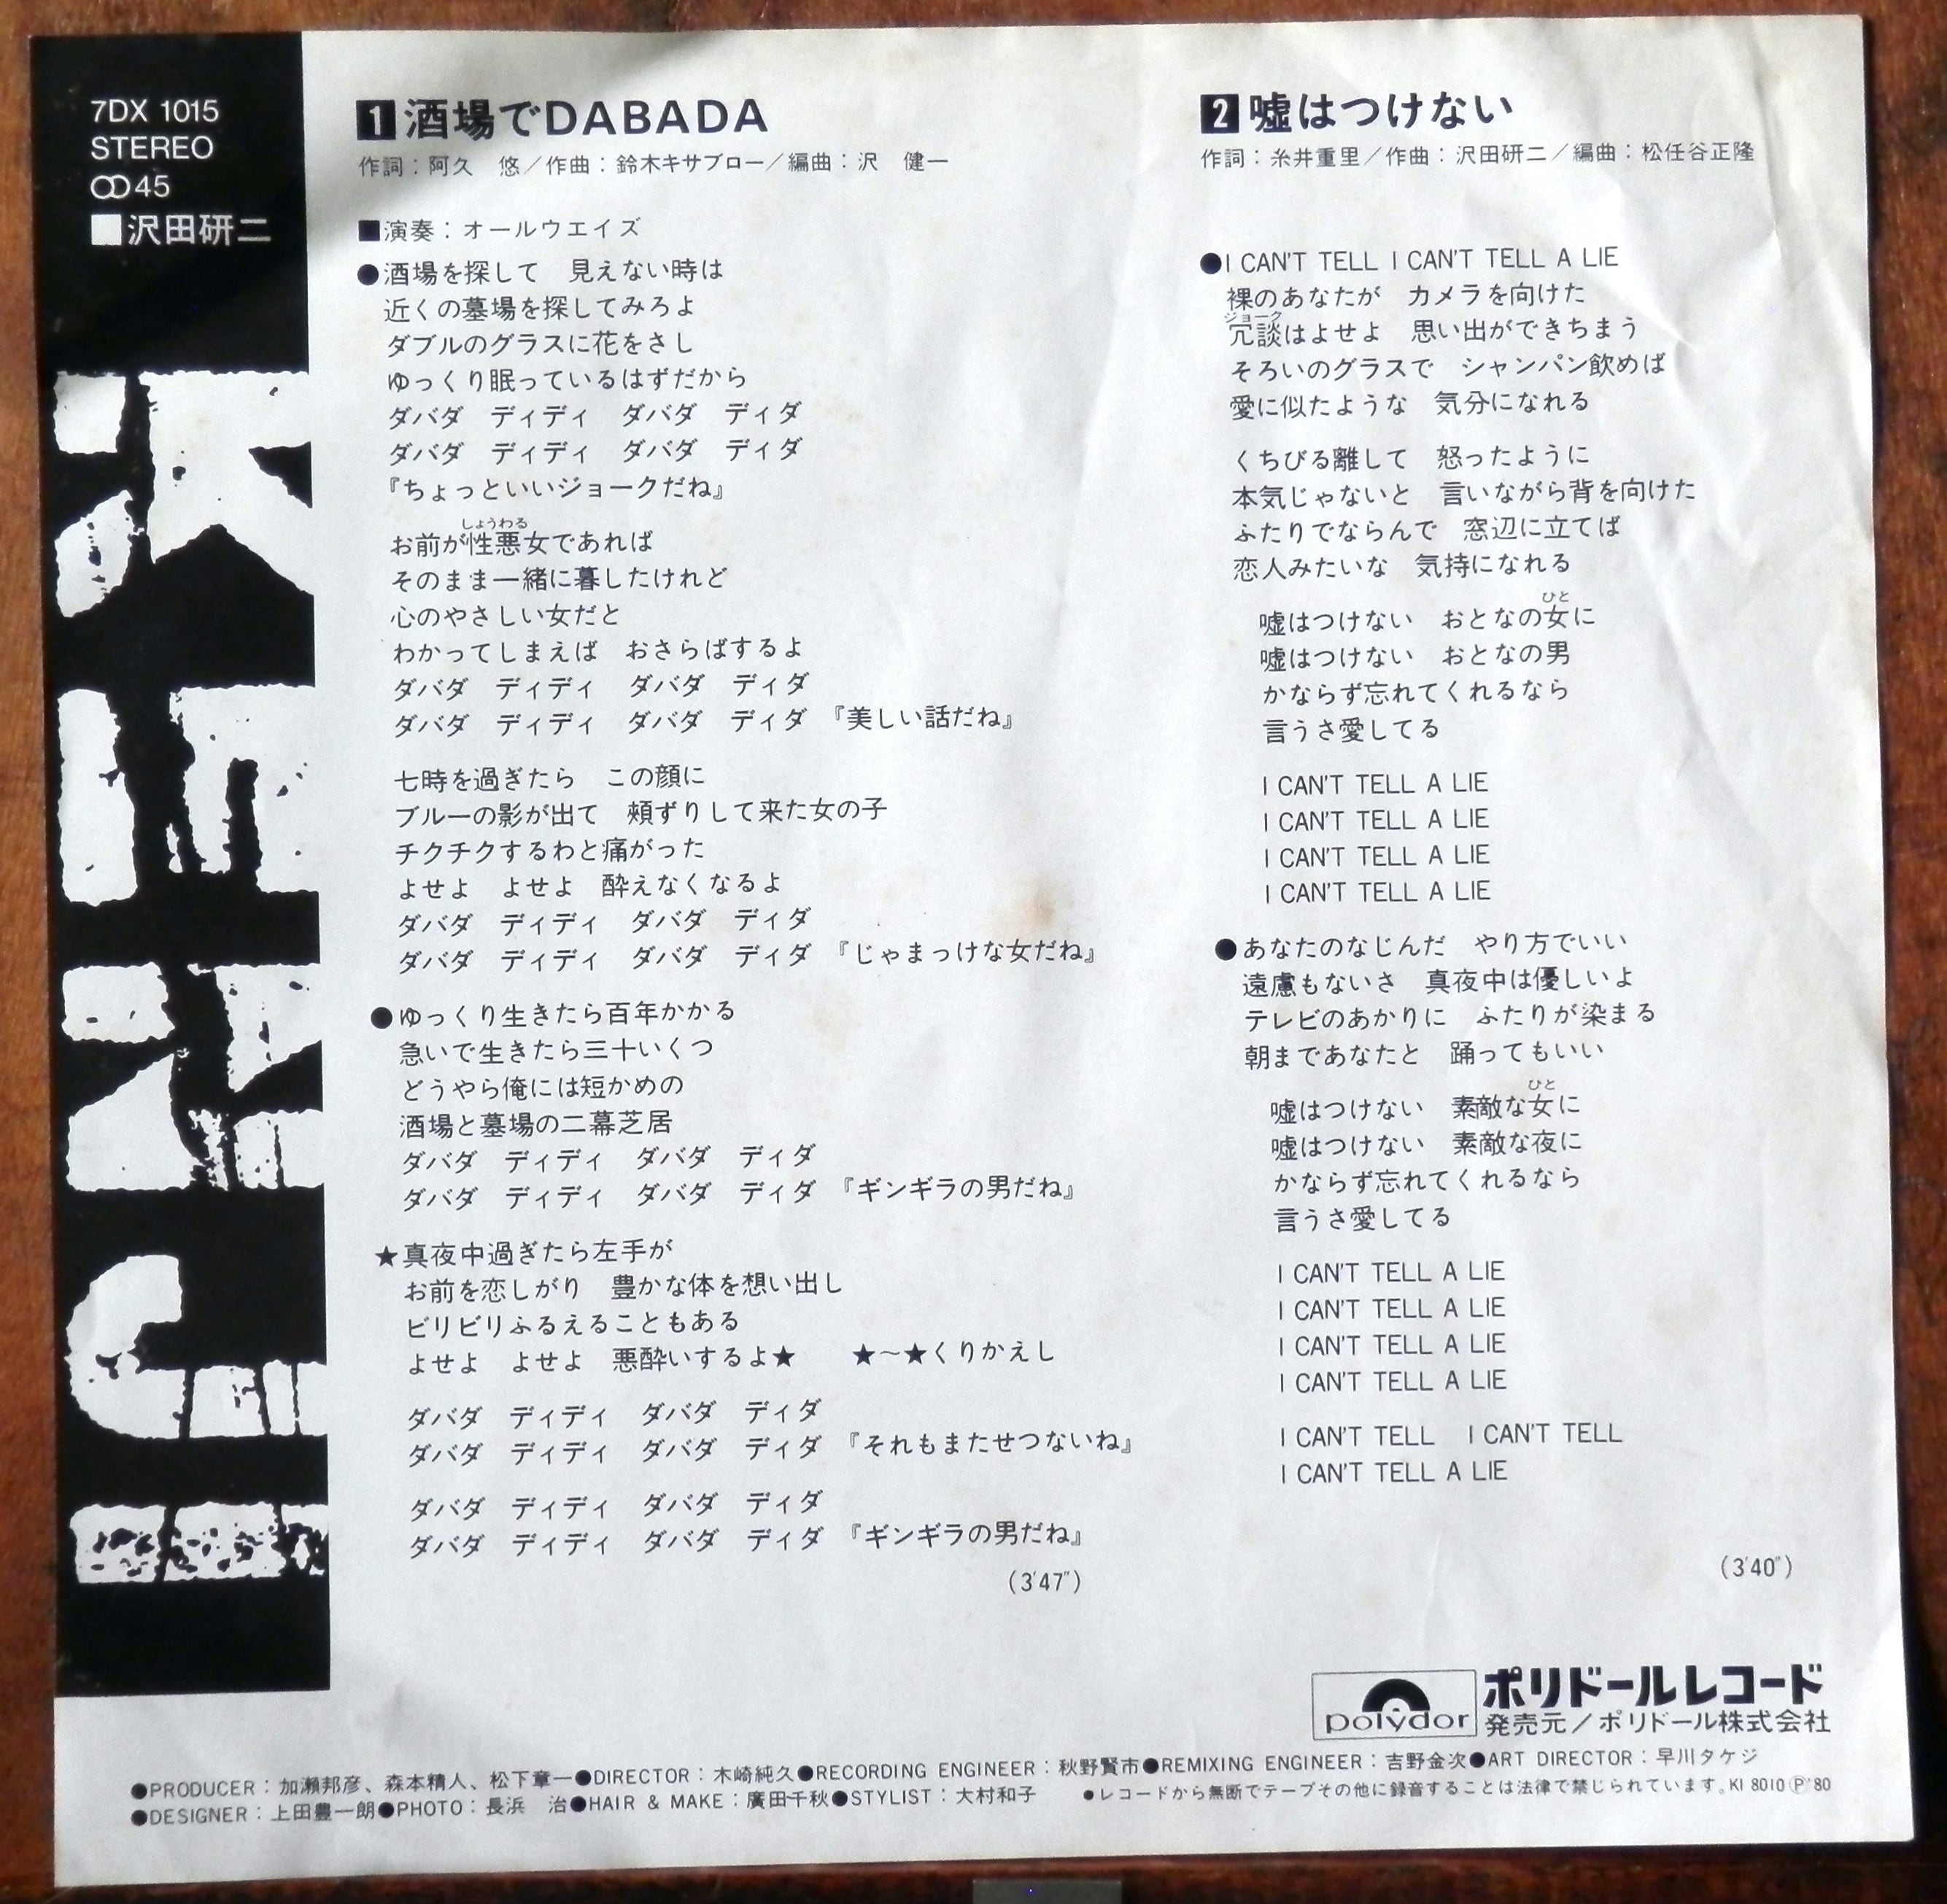 7DX 1015
STEREO
45
■沢田研二
1 酒場でDABADA
作詞：阿久　悠／作曲：鈴木キサブロー／編曲：沢　健一
■演奏：オールウエイズ
●酒場を探して　見えない時は
近くの墓場を探してみろよ
ダブルのグラスに花をさし
ゆっくり眠っているはずだから
ダバダ　ディディ　ダバダ　ディダ
ダバダ　ディディ　ダバダ　ディダ
『ちょっといいジョークだね』
しょうわる
お前が性悪女であれば
そのまま一緒に暮したけれど
心のやさしい女だと
わかってしまえば　おさらばするよ
ダバダ　ディディ　ダバダ　ディダ
ダバダ　ディディ　ダバダ　ディダ『美しい話だね』
七時を過ぎたら　この顔に
ブルーの影が出て　頰ずりして来た女の子
チクチクするわと痛がった
よせよ　よせよ　酔えなくなるよ
ダバダ　ディディ　ダバダ　ディダ
ダバダ　ディディ　ダバダ　ディダ『じゃまっけな女だね』
●ゆっくり生きたら百年かかる
急いで生きたら三十いくつ
どうやら俺には短かめの
酒場と墓場の二幕芝居
ダバダ　ディディ　ダバダ　ディダ
ダバダ　ディディ　ダバダ　ディダ『ギンギラの男だね』
★真夜中過ぎたら左手が
お前を恋しがり　豊かな体を想い出し
ビリビリふるえることもある
よせよ　よせよ　悪酔いするよ★　　★〜★くりかえし
ダバダ　ディディ　ダバダ　ディダ
ダバダ　ディディ　ダバダ　ディダ『それもまたせつないね』
ダバダ　ディディ　ダバダ　ディダ
ダバダ　ディディ　ダバダ　ディダ『ギンギラの男だね』
(3'47")
2 嘘はつけない
作詞：糸井重里／作曲：沢田研二／編曲：松任谷正隆
●I CAN'T TELL I CAN'T TELL A LIE
裸のあなたが　カメラを向けた
ジョーク
冗談はよせよ　思い出ができちまう
そろいのグラスで　シャンパン飲めば
愛に似たような　気分になれる
くちびる離して　怒ったように
本気じゃないと　言いながら背を向けた
ふたりでならんで　窓辺に立てば
恋人みたいな　気持になれる
ひと
嘘はつけない　おとなの女に
嘘はつけない　おとなの男
かならず忘れてくれるなら
言うさ愛してる
I CAN'T TELL A LIE
I CAN'T TELL A LIE
I CAN'T TELL A LIE
I CAN'T TELL A LIE
●あなたのなじんだ　やり方でいい
遠慮もないさ　真夜中は優しいよ
テレビのあかりに　ふたりが染まる
朝まであなたと　踊ってもいい
ひと
嘘はつけない　素敵な女に
嘘はつけない　素敵な夜に
かならず忘れてくれるなら
言うさ愛してる
I CAN'T TELL A LIE
I CAN'T TELL A LIE
I CAN'T TELL A LIE
I CAN'T TELL A LIE
I CAN'T TELL　I CAN'T TELL
I CAN'T TELL A LIE
(3'40")
polydor
ポリドールレコード
発売元／ポリドール株式会社
●PRODUCER：加瀬邦彦、森本精人、松下章一●DIRECTOR：木崎純久●RECORDING ENGINEER：秋野賢市●REMIXING ENGINEER：吉野金次●ART DIRECTOR：早川タケジ
●DESIGNER：上田豊一朗●PHOTO：長浜　治●HAIR & MAKE：廣田千秋●STYLIST：大村和子
●レコードから無断でテープその他に録音することは法律で禁じられています。KI 8010 Ⓟ'80